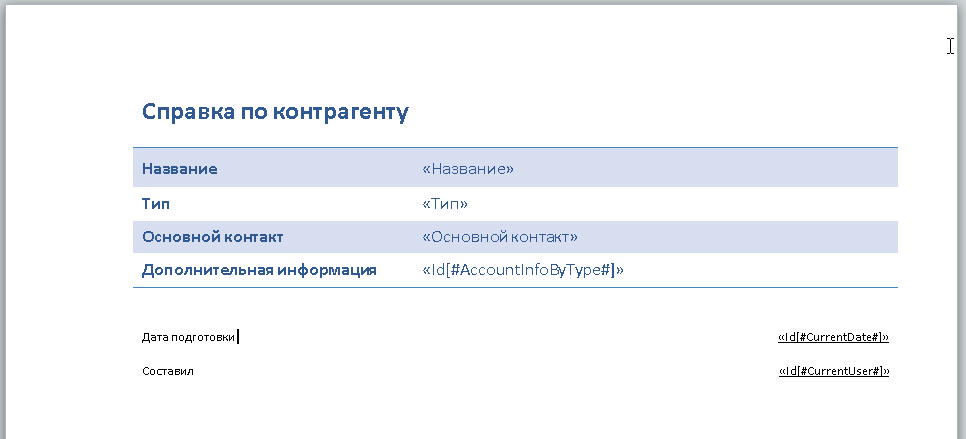 Справка по контрагенту
Название «Название»
Тип «Тип»
Основной контакт «Основной контакт»
Дополнительная информация «Id[#AccountInfoByType#]»
Дата подготовки «Id[#CurrentDate#]»
Составил «Id[#CurrentUser#]»